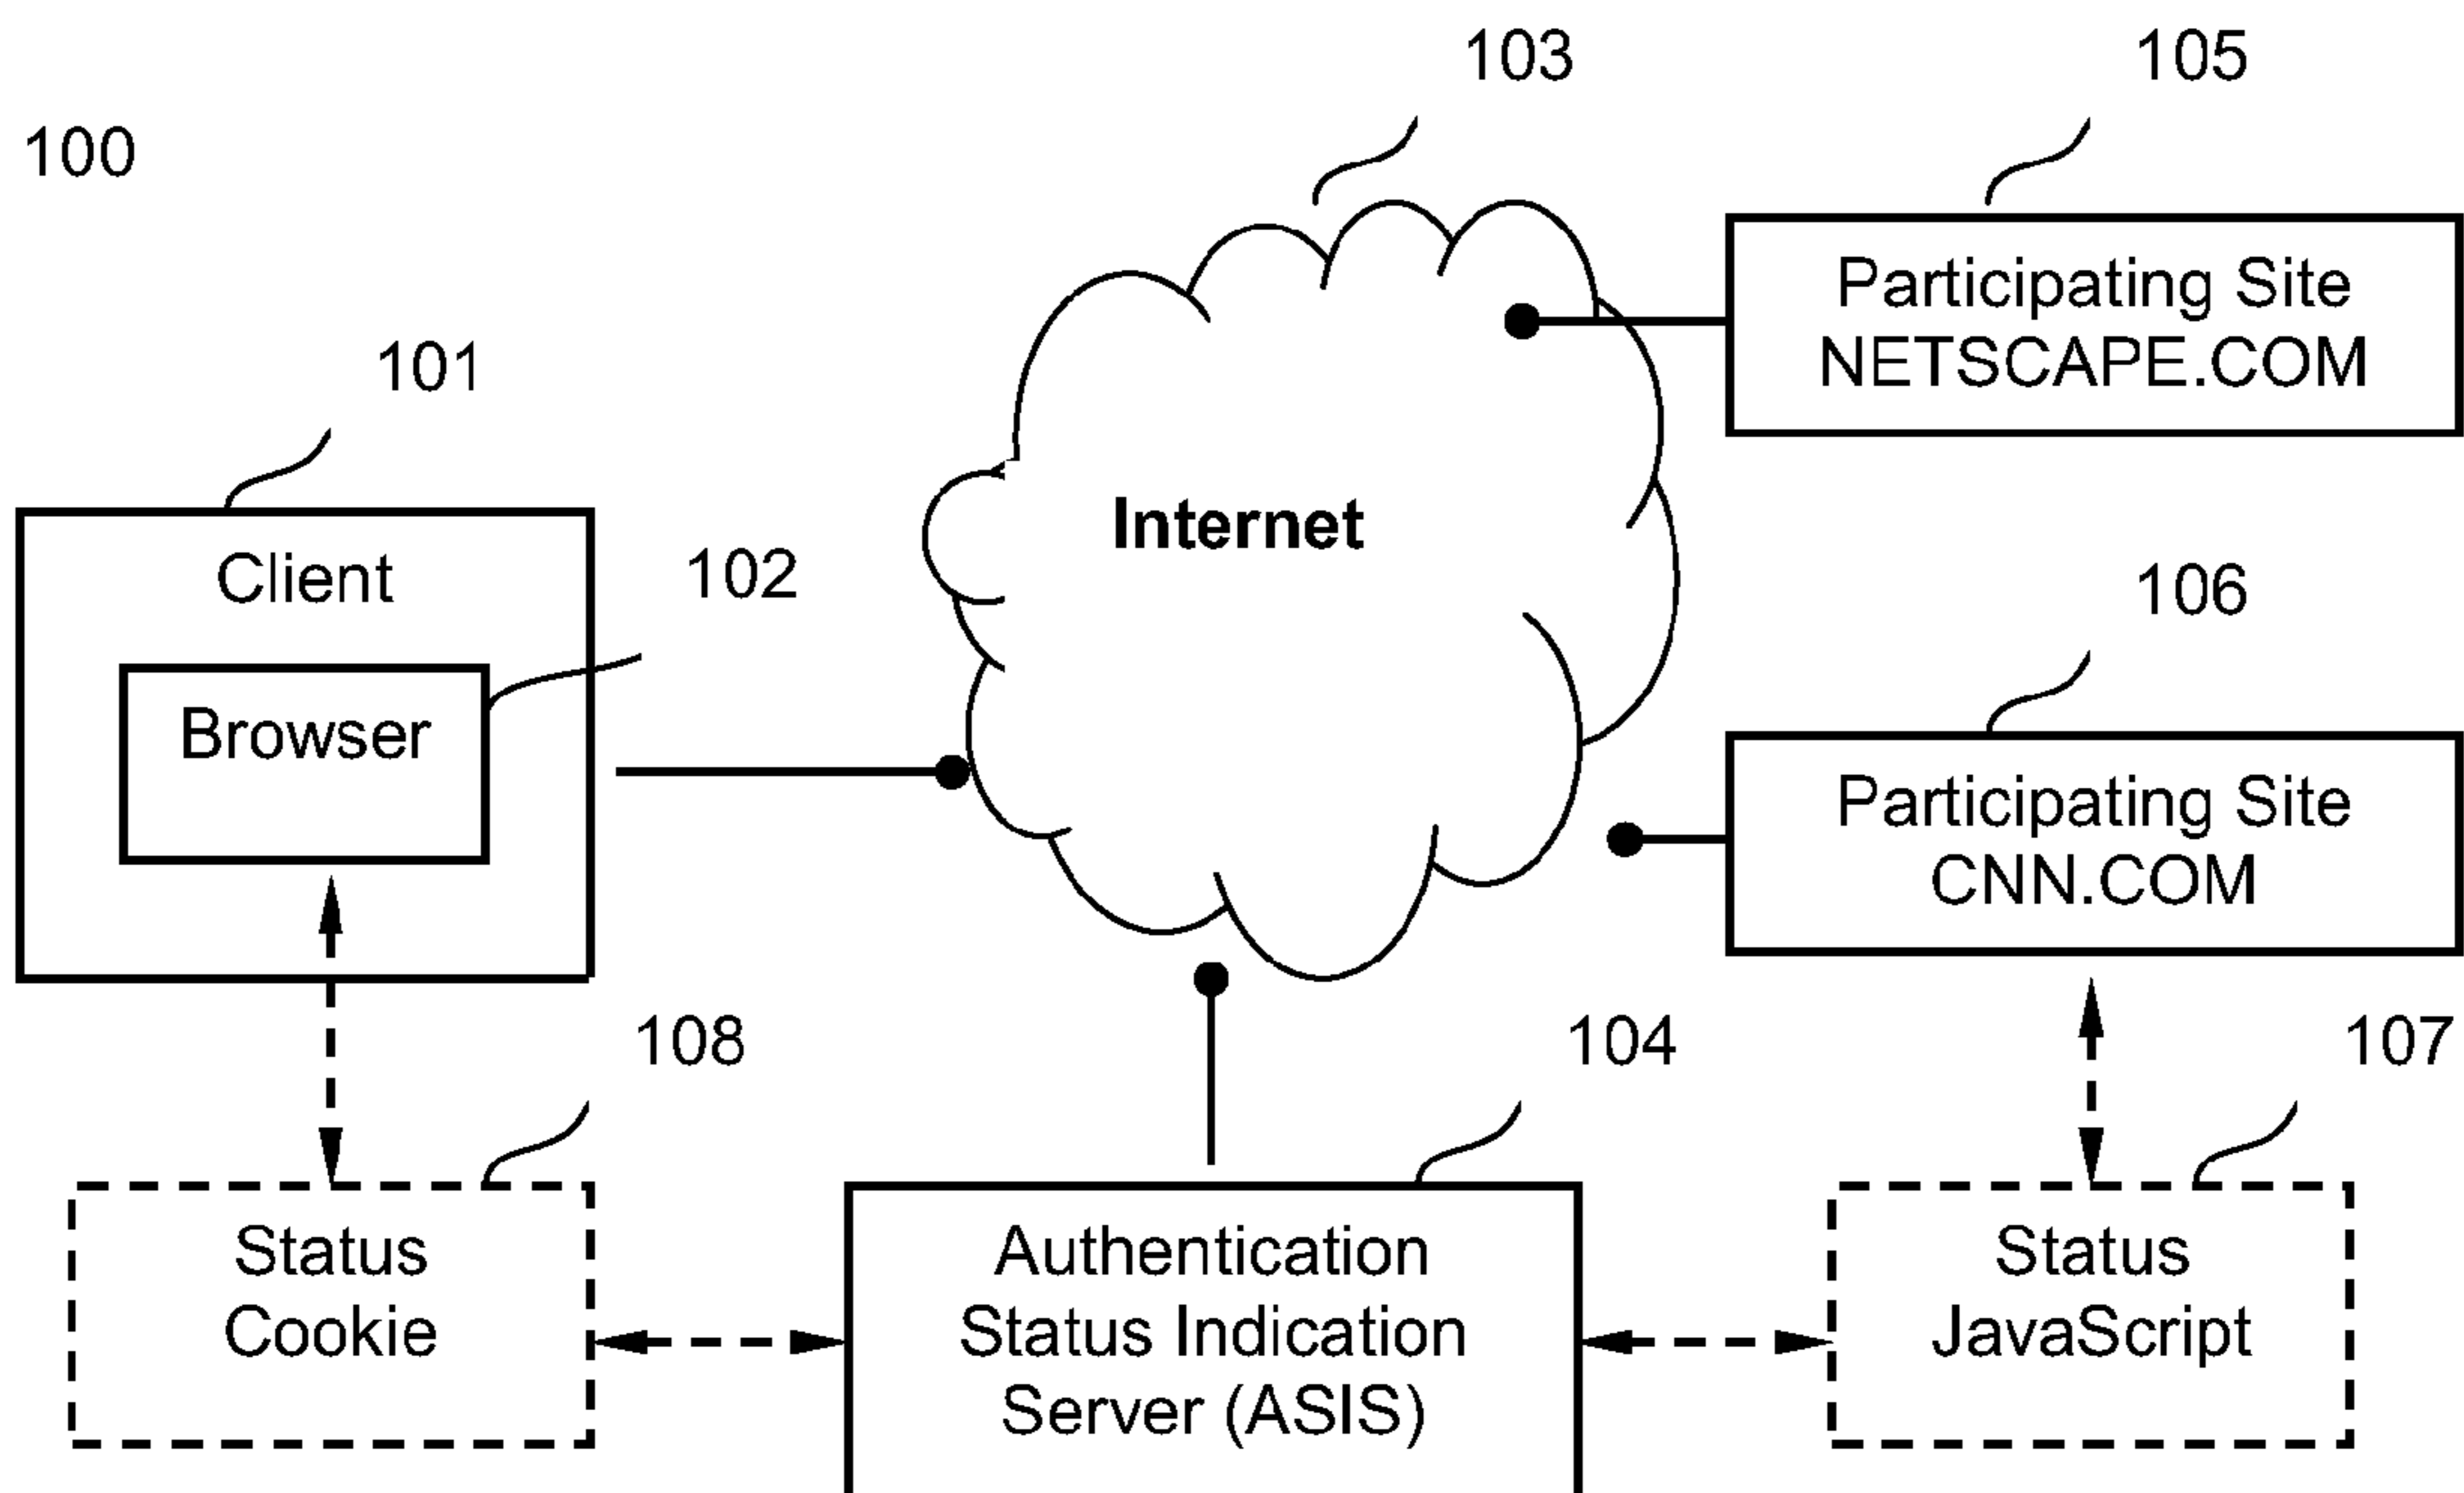 103
105
100
Participating Site
NETSCAPE.COM
101
Internet
Client
102
106
Browser
Participating Site
CNN.COM
108
104
107
Status
Cookie
Authentication
Status Indication
Server (ASIS)
Status
JavaScript